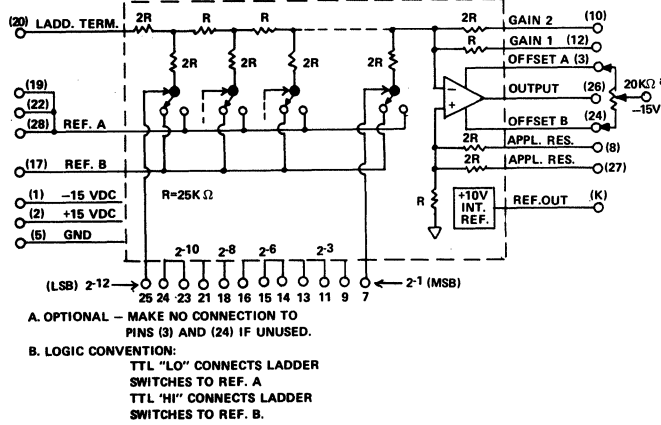 (20) LADD. TERM. 2R R R 2R GAIN 2 (10)
R GAIN 1 (12)
OFFSET A (3)
2R 2R 2R 2R
(19)
(22)
(28) REF. A
− OUTPUT (26) 20KΩ
+ −15V
OFFSET B (24)
2R APPL. RES. (8)
(17) REF. B
2R APPL. RES. (27)
R=25K Ω
R
(1) −15 VDC
(2) +15 VDC
(5) GND
+10V INT. REF. REF.OUT (K)
2-10 2-8 2-6 2-3
(LSB) 2-12 2-1 (MSB)
25 24 23 21 18 16 15 14 13 11 9 7
A. OPTIONAL – MAKE NO CONNECTION TO
PINS (3) AND (24) IF UNUSED.
B. LOGIC CONVENTION:
TTL "LO" CONNECTS LADDER
SWITCHES TO REF. A
TTL 'HI" CONNECTS LADDER
SWITCHES TO REF. B.